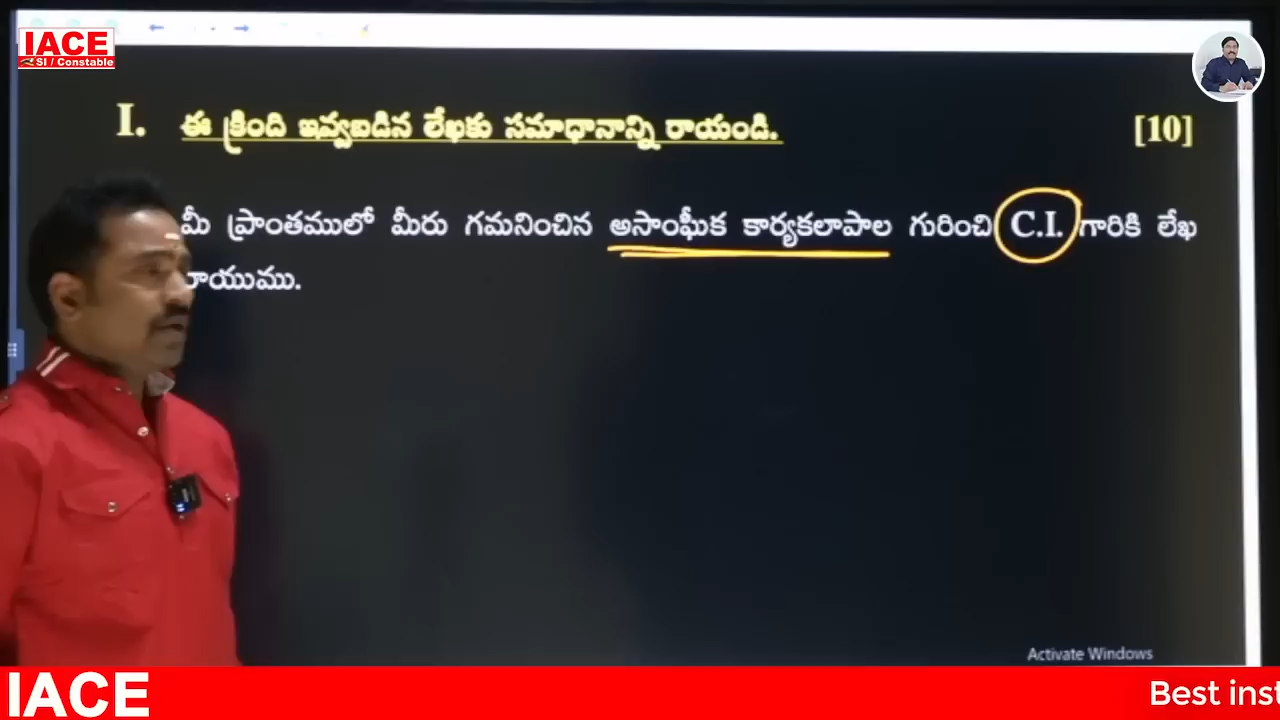 IACE
SI / Constable
I. ఈ క్రింది ఇవ్వబడిన లేఖకు సమాధానాన్ని రాయండి. [10]
మీ ప్రాంతములో మీరు గమనించిన అసాంఘీక కార్యకలాపాల గురించి C.I. గారికి లేఖ
రాయుము.
Activate Windows
IACE
Best inst